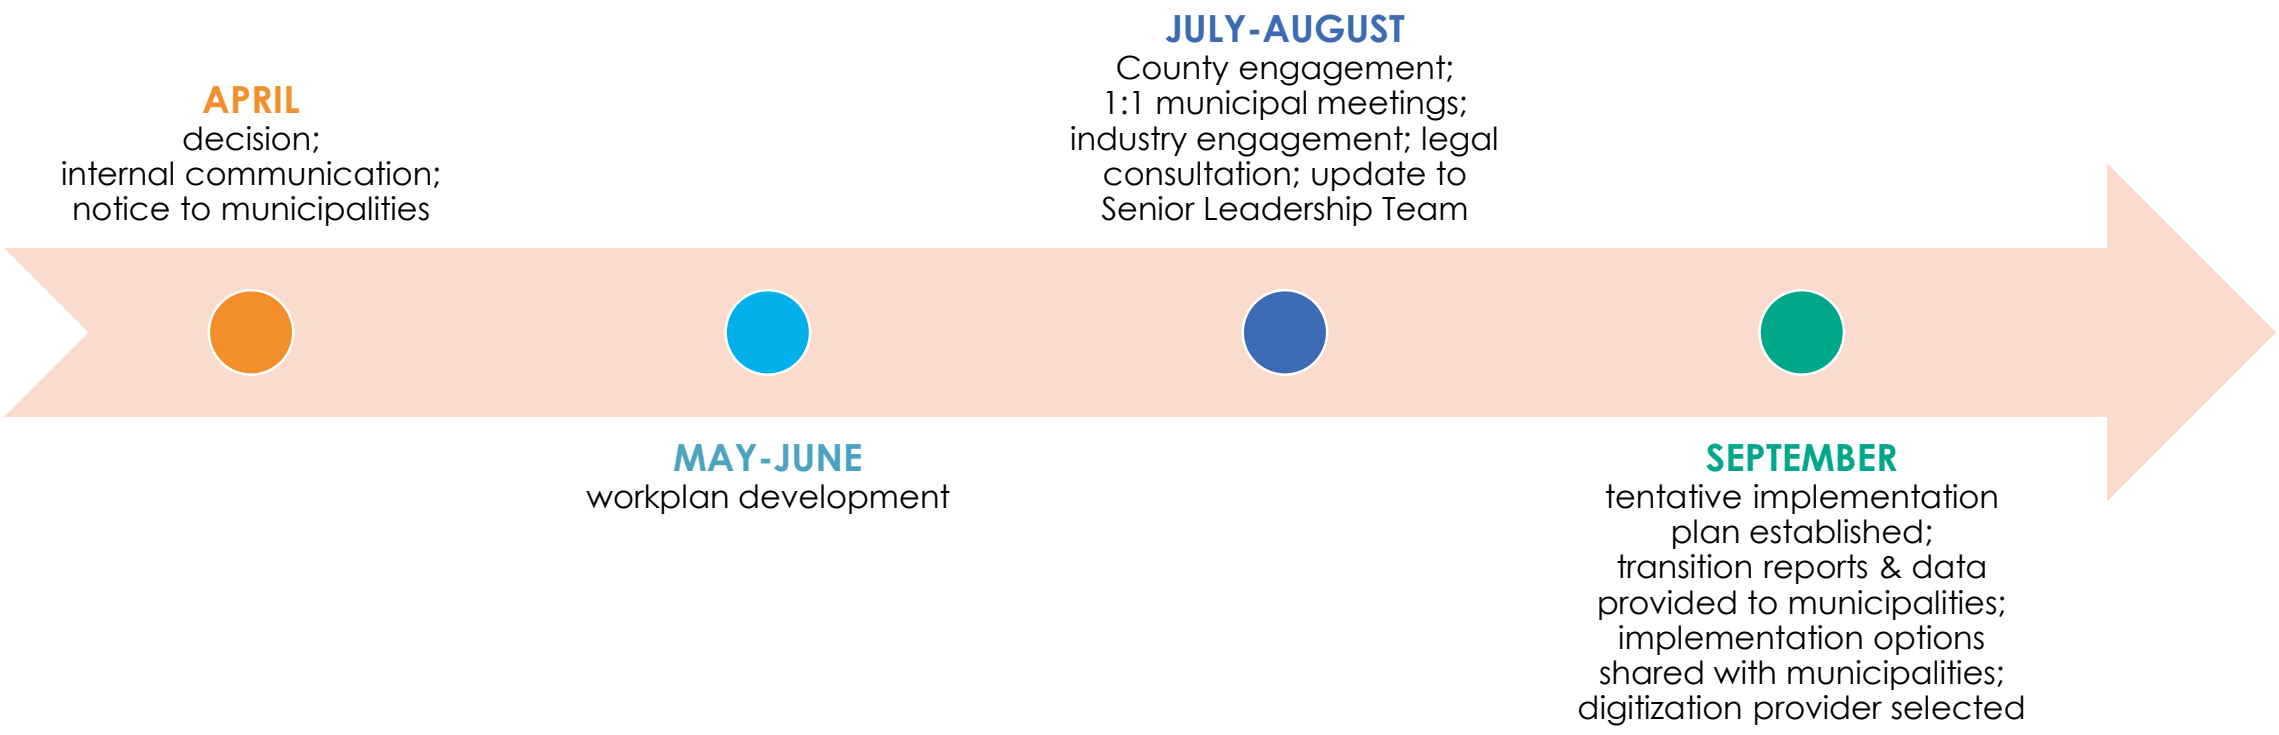 APRIL
decision;
internal communication;
notice to municipalities
MAY-JUNE
workplan development
JULY-AUGUST
County engagement;
1:1 municipal meetings;
industry engagement; legal
consultation; update to
Senior Leadership Team
SEPTEMBER
tentative implementation
plan established;
transition reports & data
provided to municipalities;
implementation options
shared with municipalities;
digitization provider selected